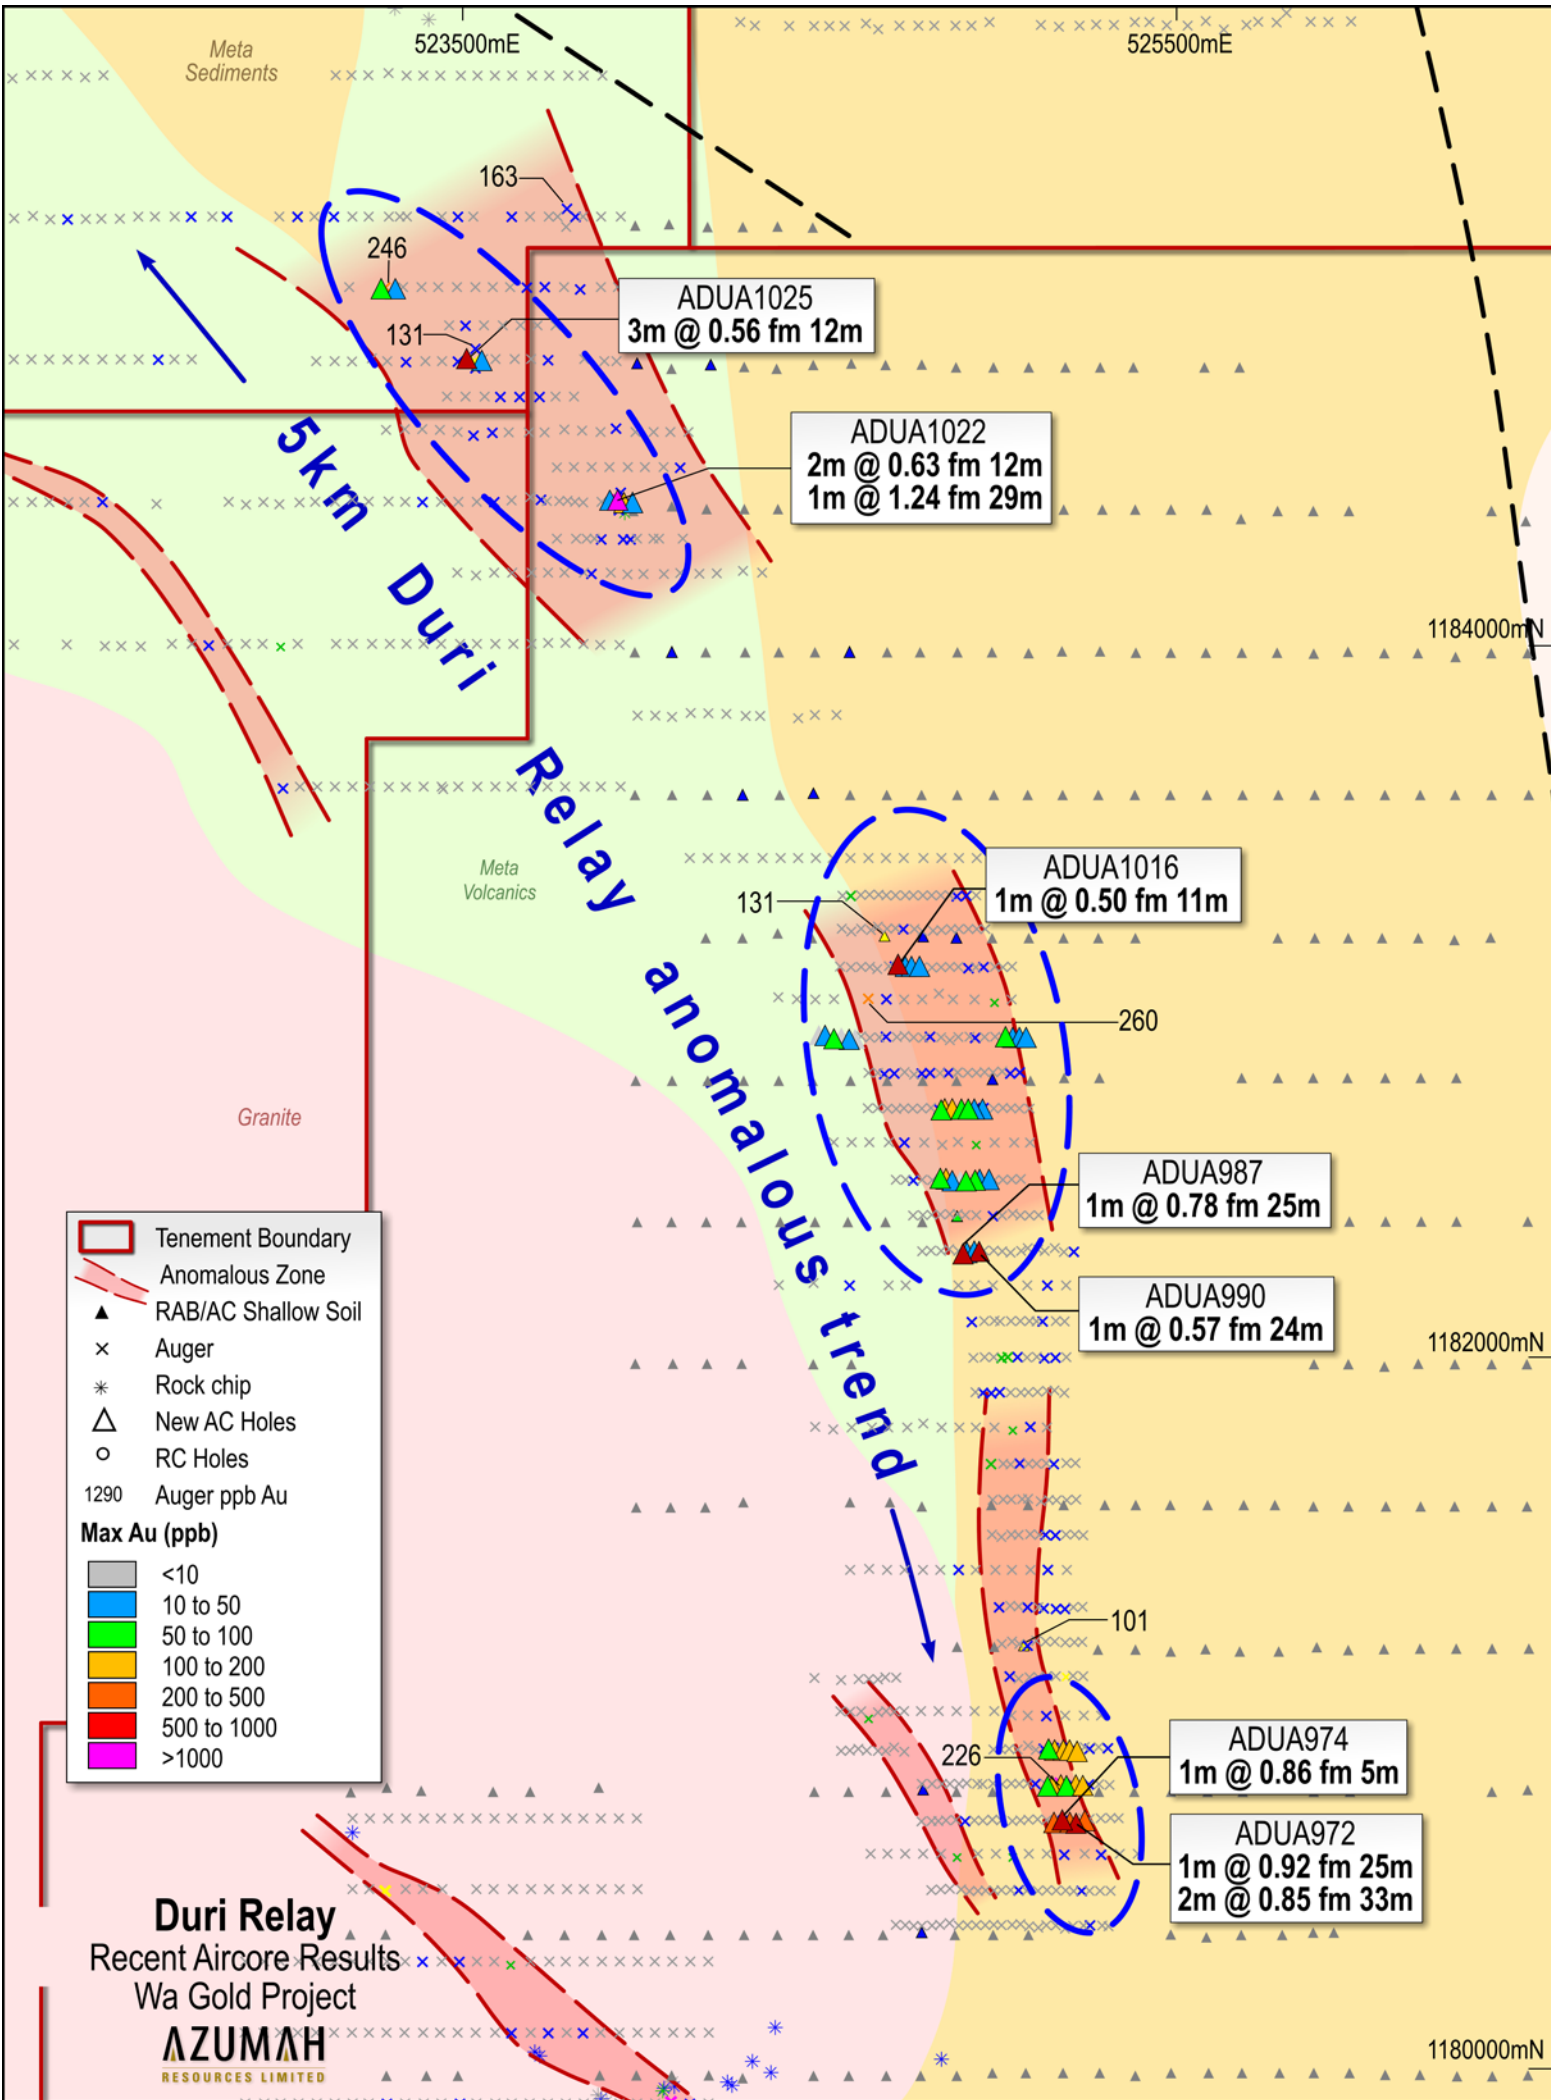 523500mE
525500mE
Meta
Sediments
163
246
131
ADUA1025
3m @ 0.56 fm 12m
ADUA1022
2m @ 0.63 fm 12m
1m @ 1.24 fm 29m
5km Duri Relay anomalous trend
1184000mN
Meta
Volcanics
ADUA1016
1m @ 0.50 fm 11m
131
260
Granite
ADUA987
1m @ 0.78 fm 25m
ADUA990
1m @ 0.57 fm 24m
1182000mN
Tenement Boundary
Anomalous Zone
RAB/AC Shallow Soil
Auger
Rock chip
New AC Holes
RC Holes
1290 Auger ppb Au
Max Au (ppb)
<10
10 to 50
50 to 100
100 to 200
200 to 500
500 to 1000
>1000
101
226
ADUA974
1m @ 0.86 fm 5m
ADUA972
1m @ 0.92 fm 25m
2m @ 0.85 fm 33m
Duri Relay
Recent Aircore Results
Wa Gold Project
AZUMAH
RESOURCES LIMITED
1180000mN